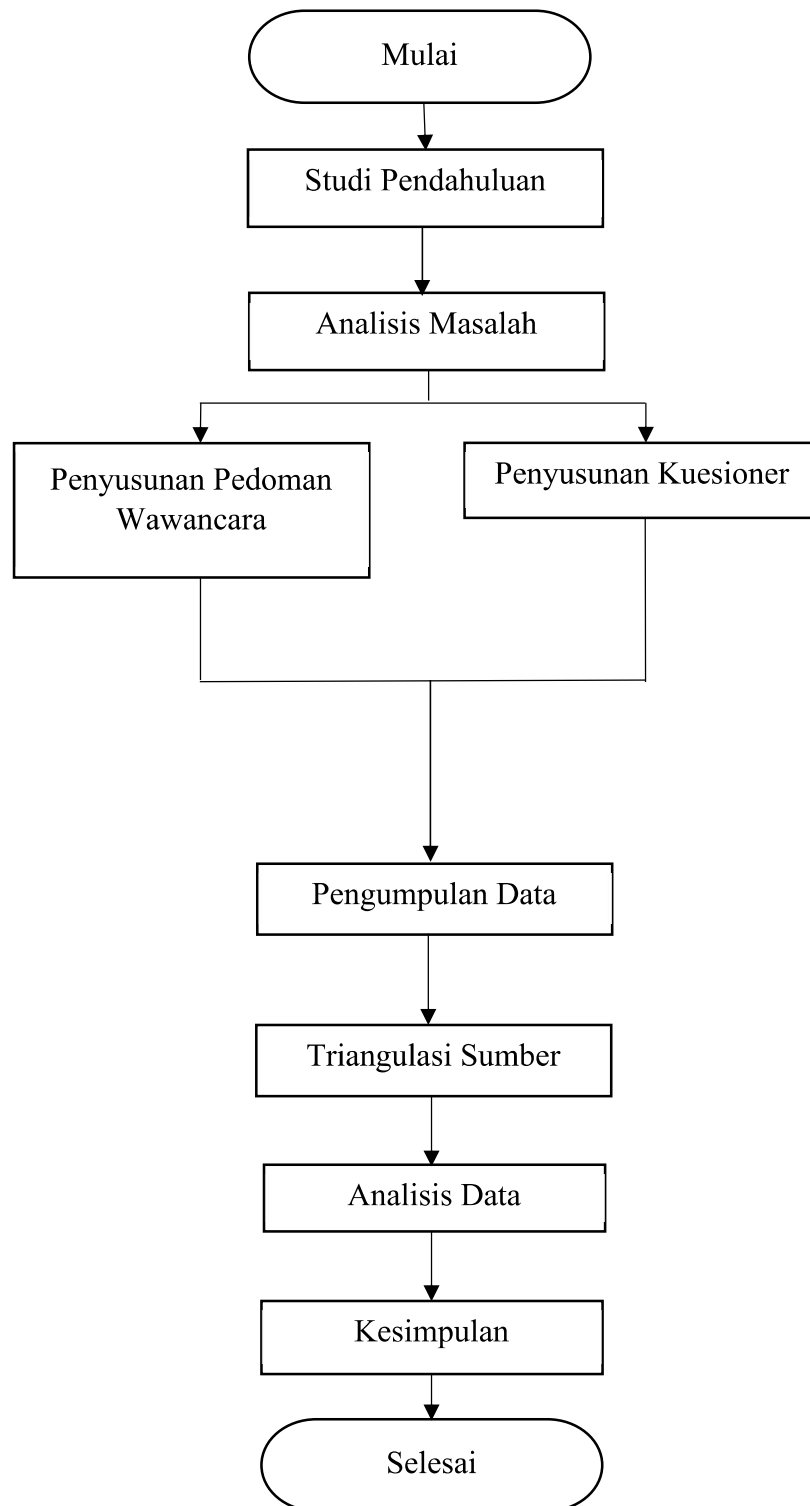 Mulai
Studi Pendahuluan
Analisis Masalah
Penyusunan Pedoman
Wawancara
Penyusunan Kuesioner
Pengumpulan Data
Triangulasi Sumber
Analisis Data
Kesimpulan
Selesai